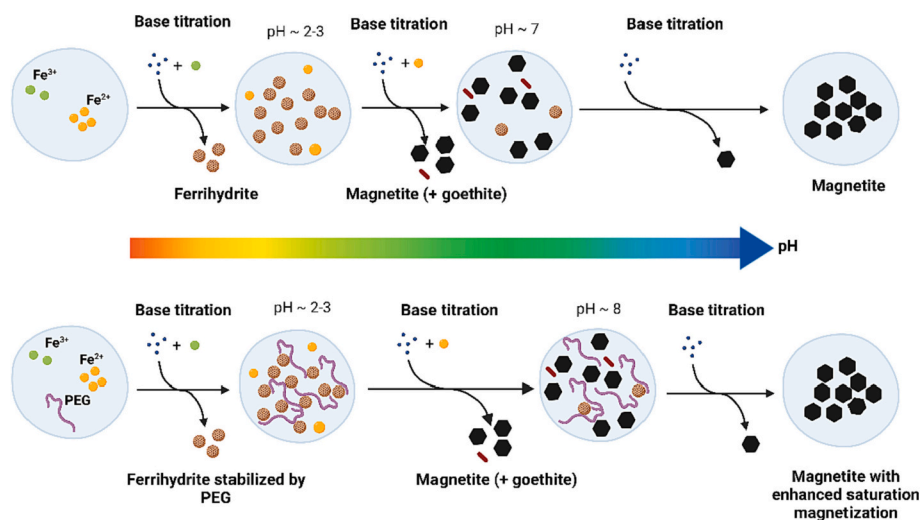 Base titration
pH ~ 2-3
Base titration
pH ~ 7
Base titration
Fe3+
Fe2+
+
+
Ferrihydrite
Magnetite (+ goethite)
Magnetite
pH
Base titration
pH ~ 2-3
Base titration
pH ~ 8
Base titration
Fe3+
Fe2+
PEG
+
+
Ferrihydrite stabilized by
PEG
Magnetite (+ goethite)
Magnetite with
enhanced saturation
magnetization